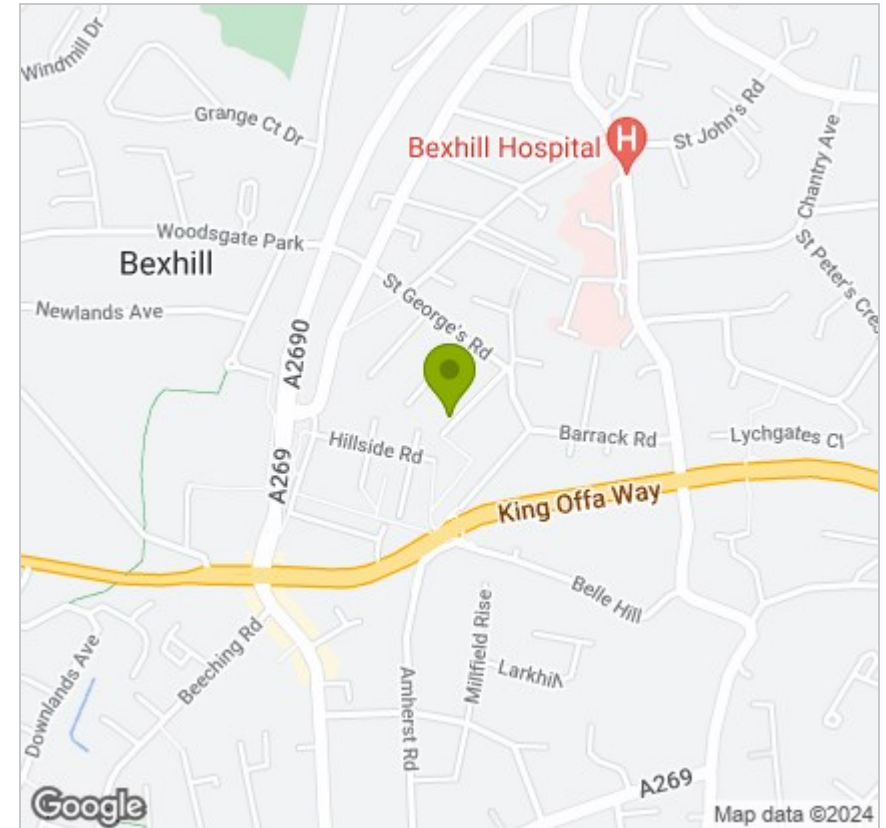 Windmill Dr
Grange Ct Dr
Bexhill Hospital
H
St John's Rd
Chantry Ave
Woodsgate Park
Bexhill
St Peter's Cres
Newlands Ave
St George's Rd
A2690
Hillside Rd
Barrack Rd
Lychgates Cl
A269
King Offa Way
Belle Hill
Millfield Rise
Beeching Rd
Larkhill
Downlands Ave
Amherst Rd
A269
Google
Map data ©2024